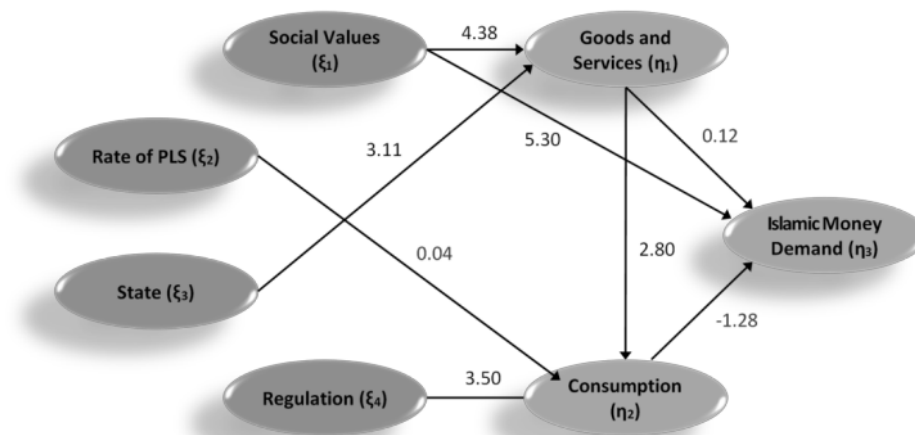 Social Values
(ξ₁)
4.38
Goods and
Services (η₁)
3.11
5.30
0.12
Rate of PLS (ξ₂)
Islamic Money
Demand (η₃)
0.04
2.80
State (ξ₃)
-1.28
Regulation (ξ₄)
3.50
Consumption
(η₂)